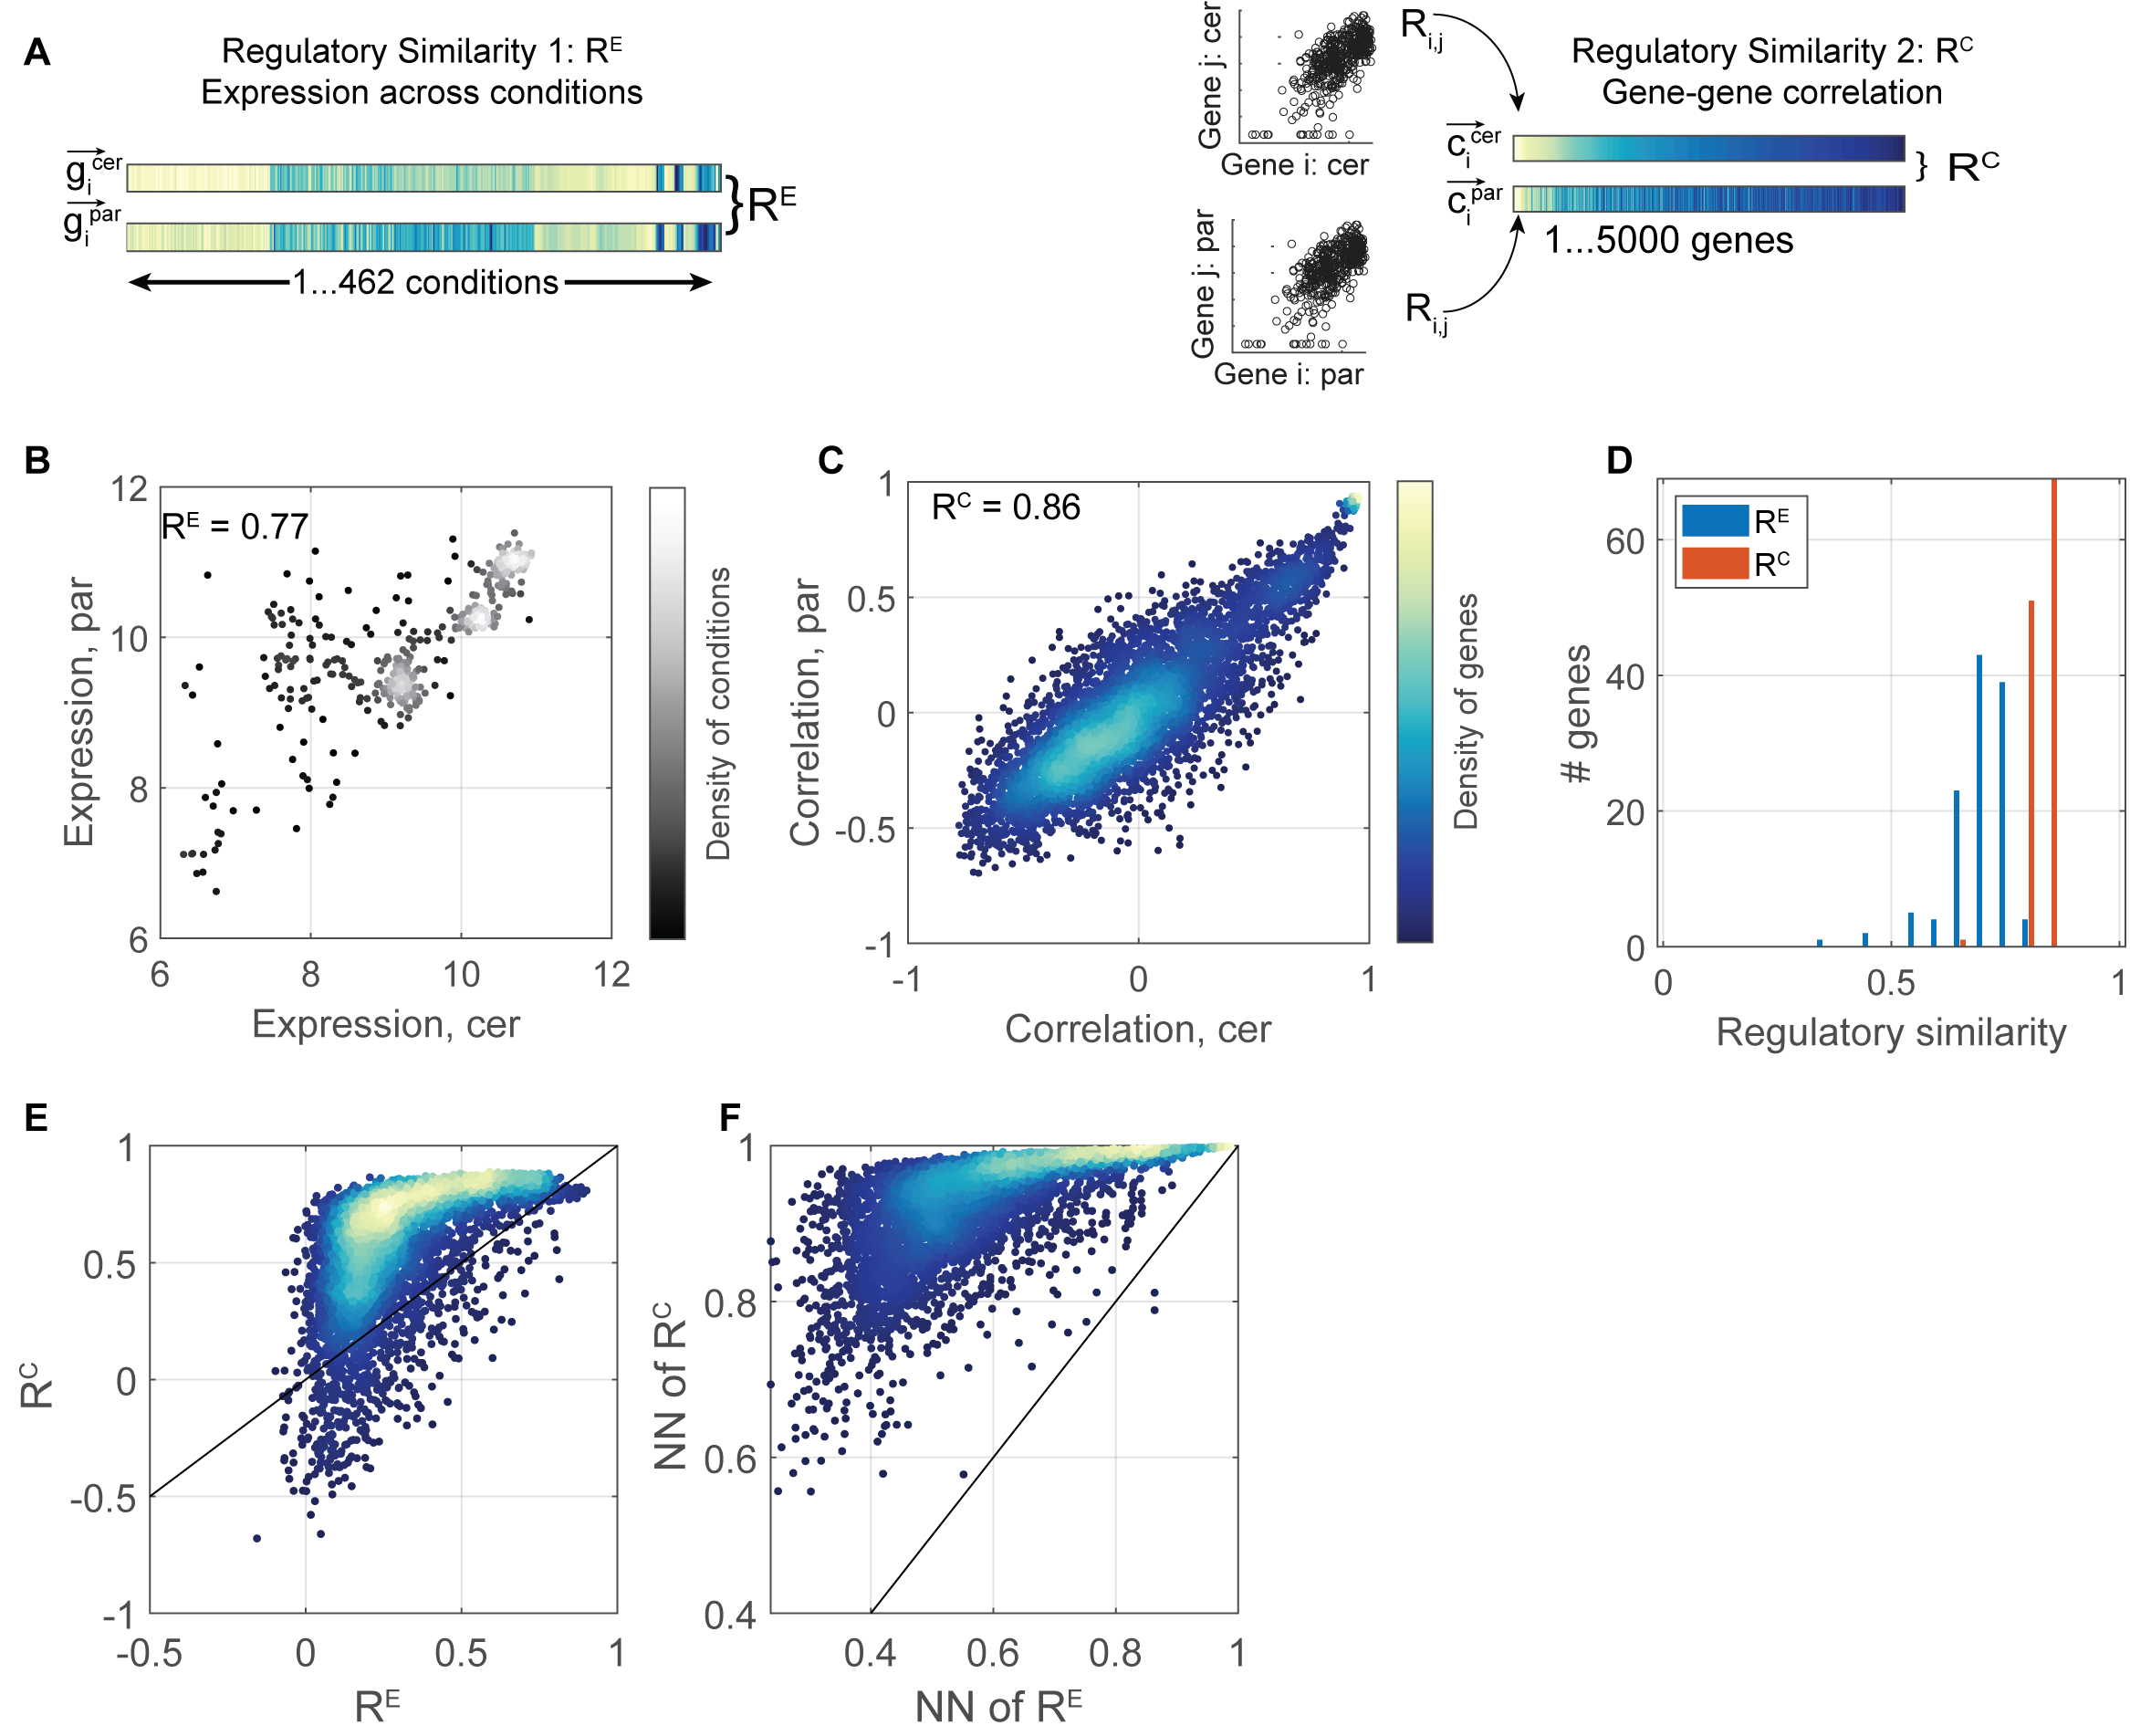 A
Regulatory Similarity 1: R^E
Expression across conditions
g_i^cer
g_i^par
} R^E
1...462 conditions
Gene j: cer
Gene i: cer
Gene j: par
Gene i: par
R_i,j
R_i,j
Regulatory Similarity 2: R^C
Gene-gene correlation
c_i^cer
c_i^par
} R^C
1...5000 genes
B
R^E = 0.77
12
10
8
6
6 8 10 12
Expression, par
Expression, cer
Density of conditions
C
R^C = 0.86
1
0.5
0
-0.5
-1
-1 0 1
Correlation, par
Correlation, cer
Density of genes
D
R^E
R^C
60
40
20
0
0 0.5 1
# genes
Regulatory similarity
E
1
0.5
0
-0.5
-1
-0.5 0 0.5 1
R^C
R^E
F
1
0.8
0.6
0.4
0.4 0.6 0.8 1
NN of R^C
NN of R^E